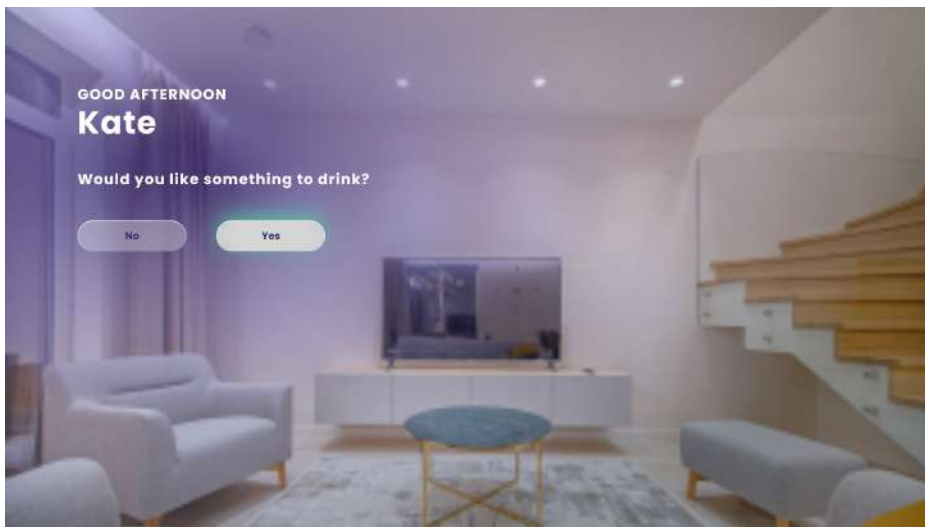 GOOD AFTERNOON
Kate
Would you like something to drink?
No
Yes